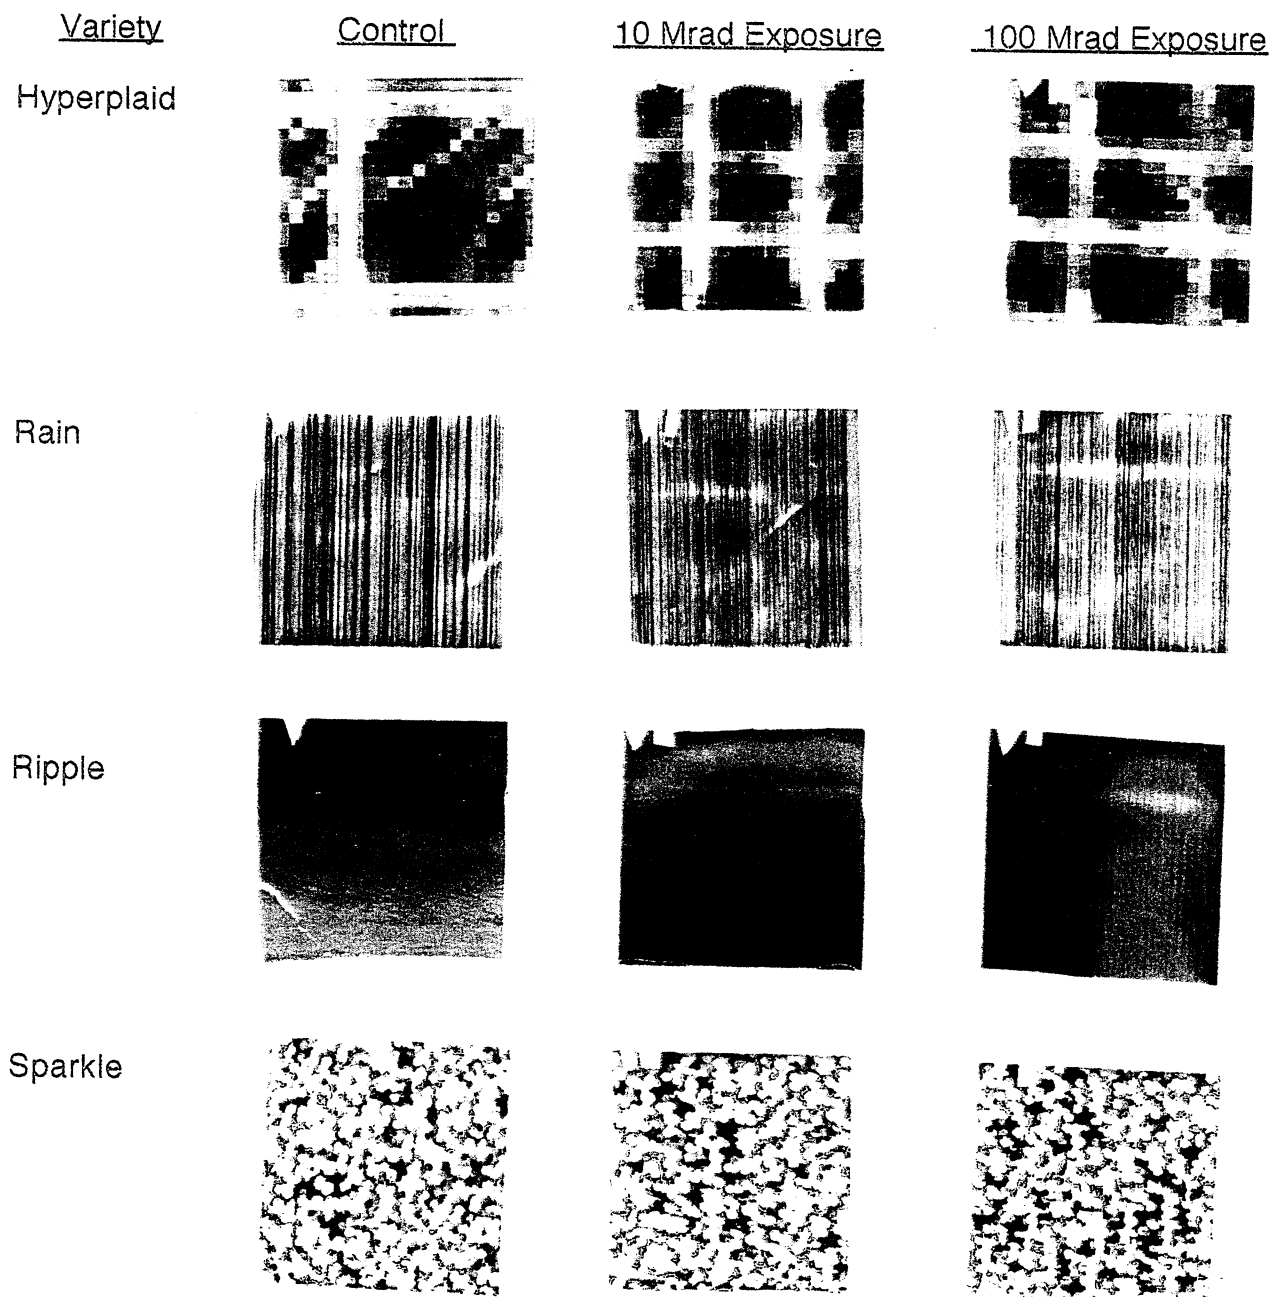 Variety Control 10 Mrad Exposure 100 Mrad Exposure
Hyperplaid
Rain
Ripple
Sparkle